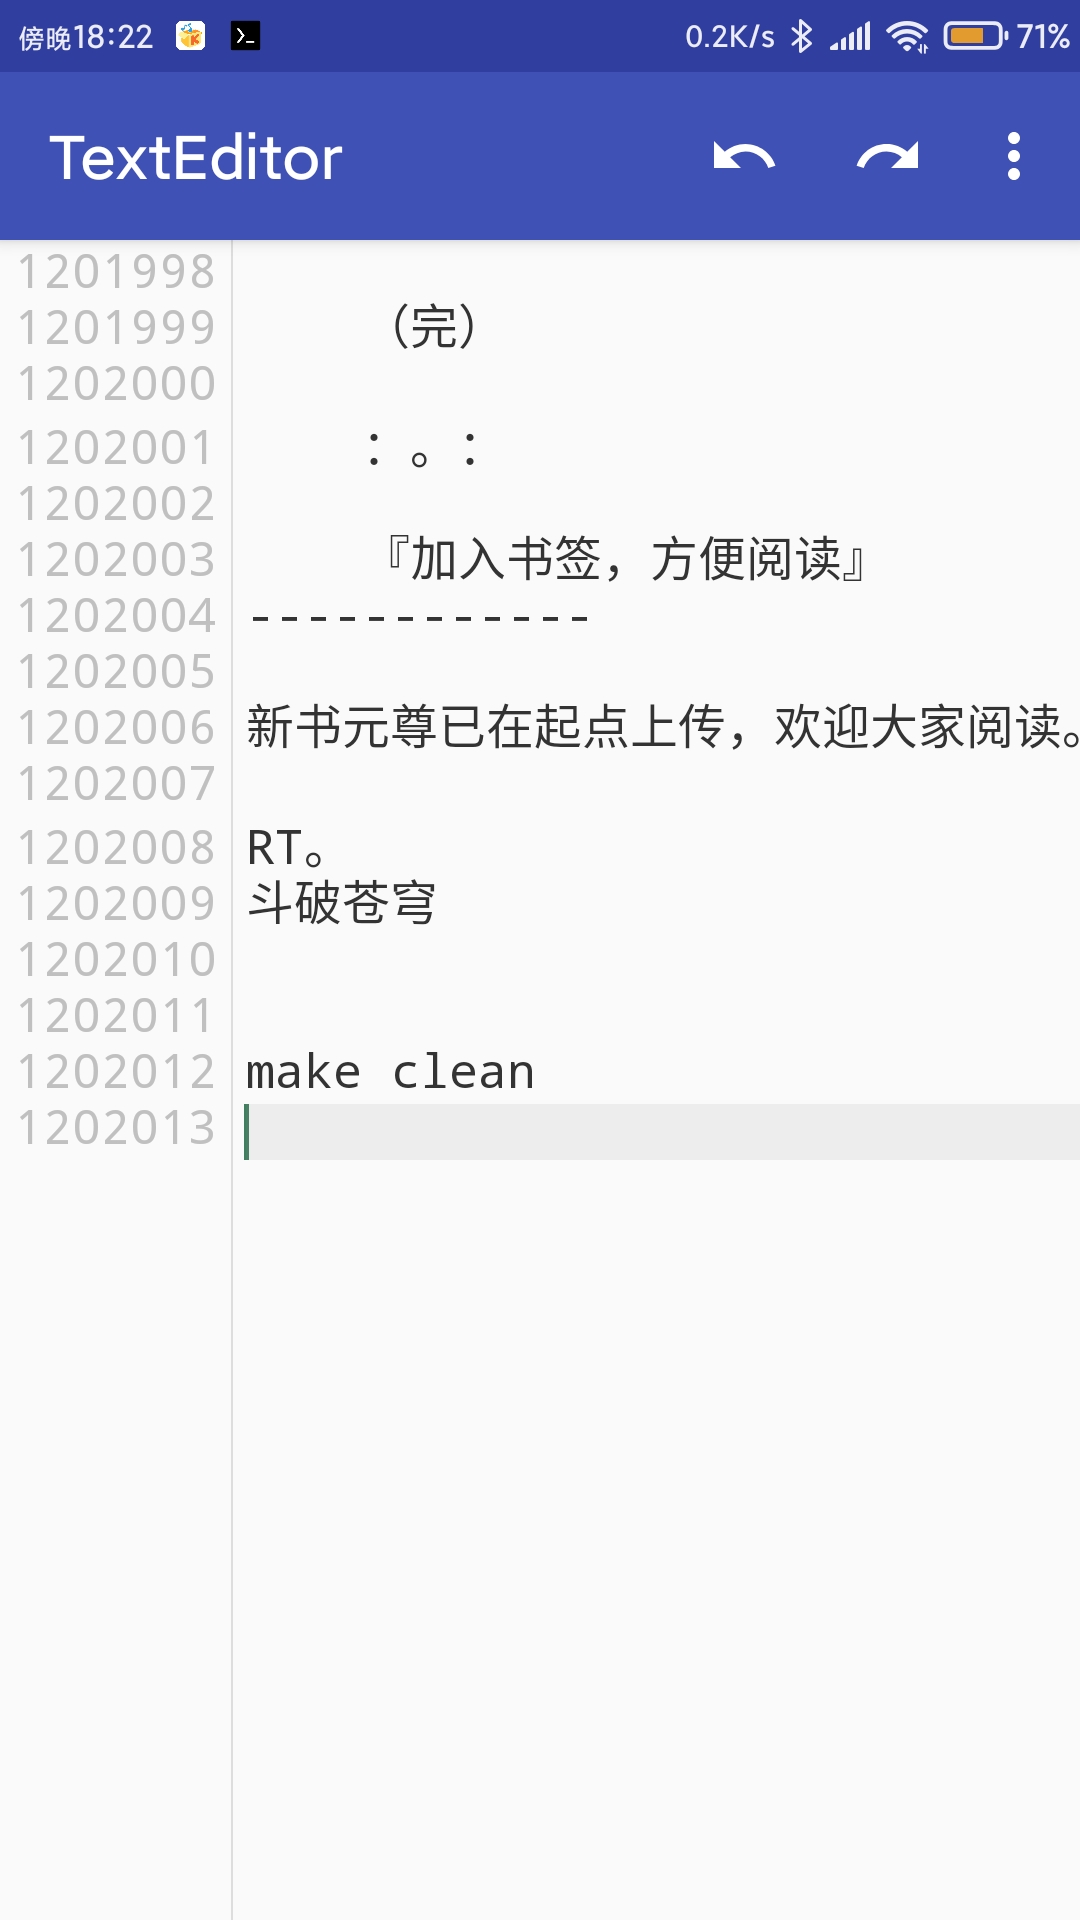 傍晚18:22 0.2K/s 71%
TextEditor
1201998
1201999 （完）
1202000
1202001 ：。：
1202002
1202003 『加入书签，方便阅读』
1202004 ------------
1202005
1202006 新书元尊已在起点上传，欢迎大家阅读。
1202007
1202008 RT。
1202009 斗破苍穹
1202010
1202011
1202012 make clean
1202013